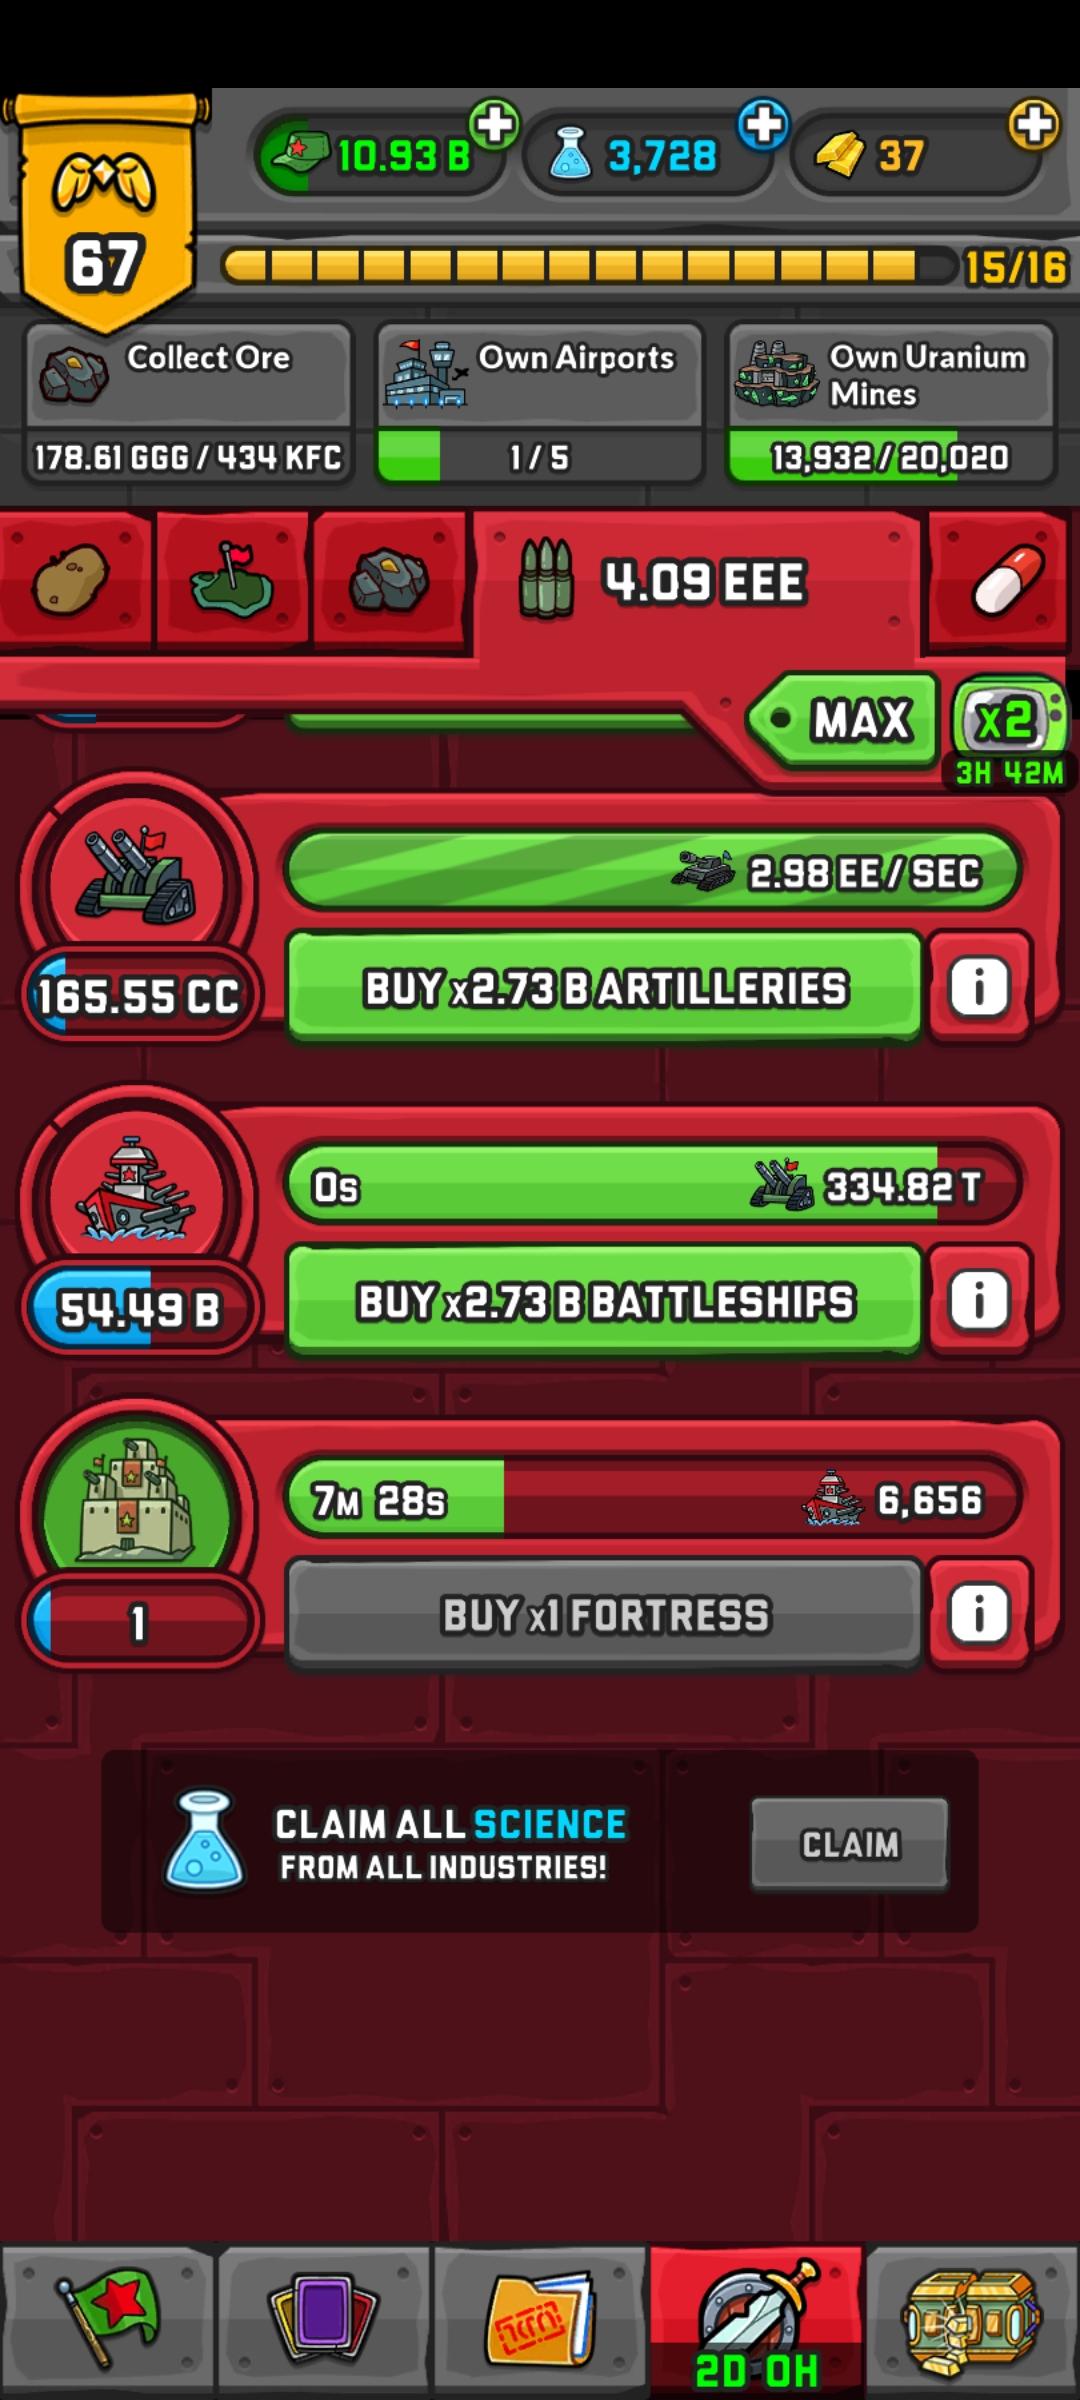 67
10.93 B
3,728
37
15/16
Collect Ore
178.61 GGG / 434 KFC
Own Airports
1 / 5
Own Uranium
Mines
13,932 / 20,020
4.09 EEE
MAX
x2
3H 42M
2.98 EE / SEC
165.55 CC
BUY x2.73 B ARTILLERIES
i
0s
334.82 T
54.49 B
BUY x2.73 B BATTLESHIPS
i
7M 28s
6,656
1
BUY x1 FORTRESS
i
CLAIM ALL SCIENCE
FROM ALL INDUSTRIES!
CLAIM
2D 0H